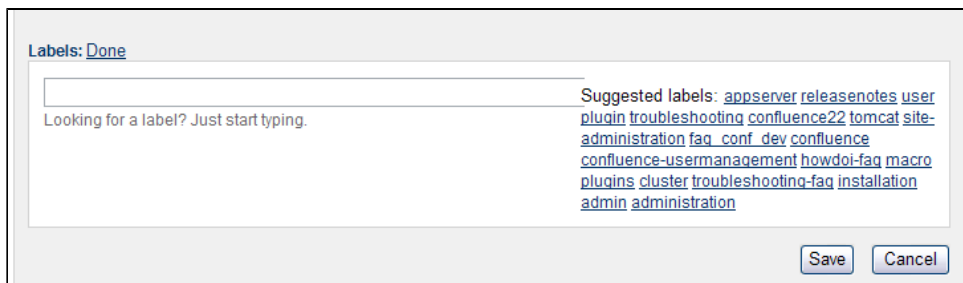 Labels: Done
Looking for a label? Just start typing.
Suggested labels: appserver releasenotes user
plugin troubleshooting confluence22 tomcat site-
administration faq_conf_dev confluence
confluence-usermanagement howdoi-faq macro
plugins cluster troubleshooting-faq installation
admin administration
Save Cancel